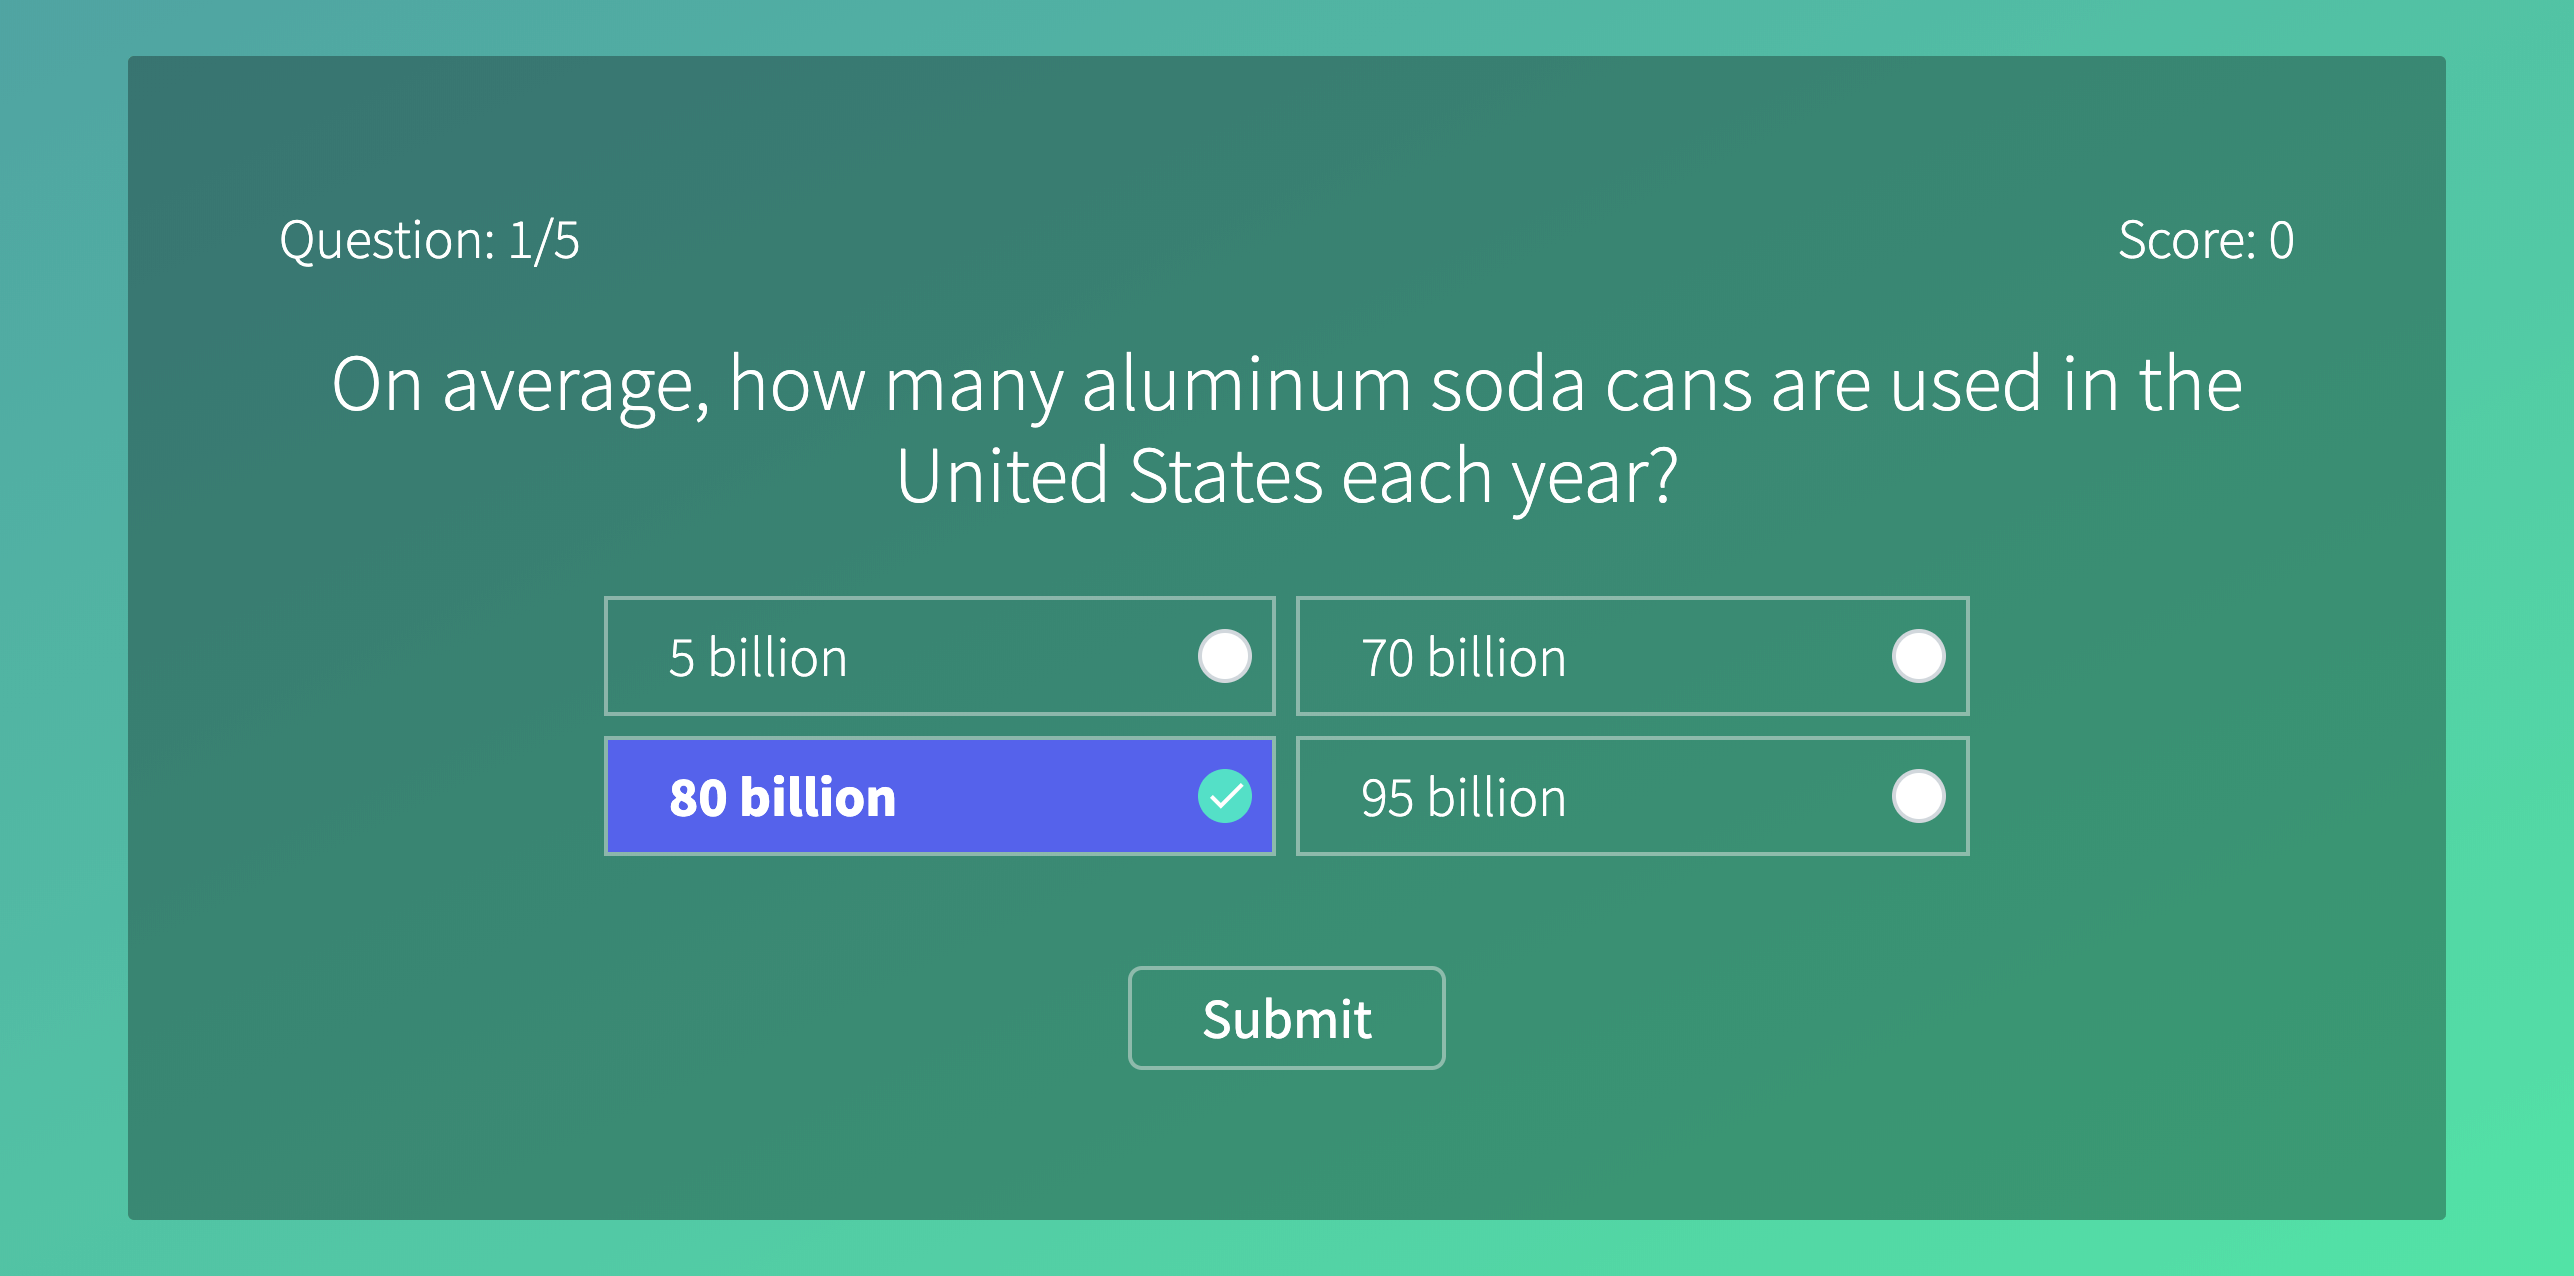 Question: 1/5
Score: 0
On average, how many aluminum soda cans are used in the
United States each year?
5 billion
70 billion
80 billion
95 billion
Submit